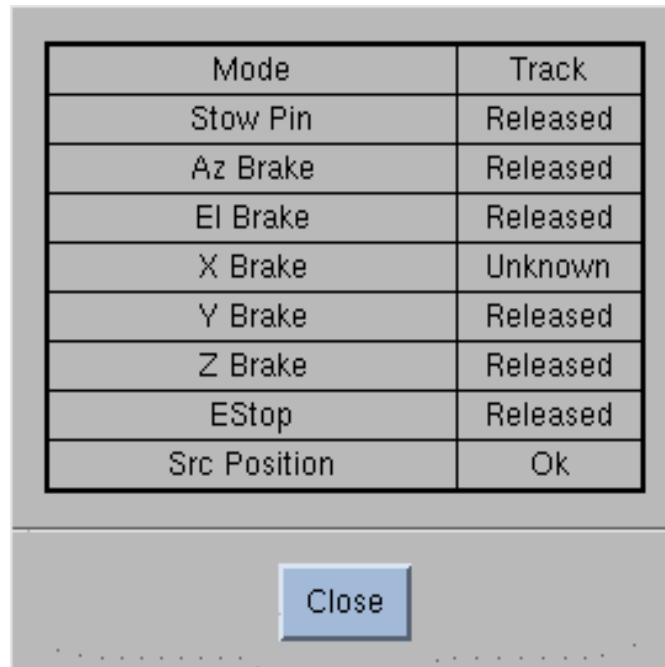 Mode Track
Stow Pin Released
Az Brake Released
El Brake Released
X Brake Unknown
Y Brake Released
Z Brake Released
EStop Released
Src Position Ok
Close